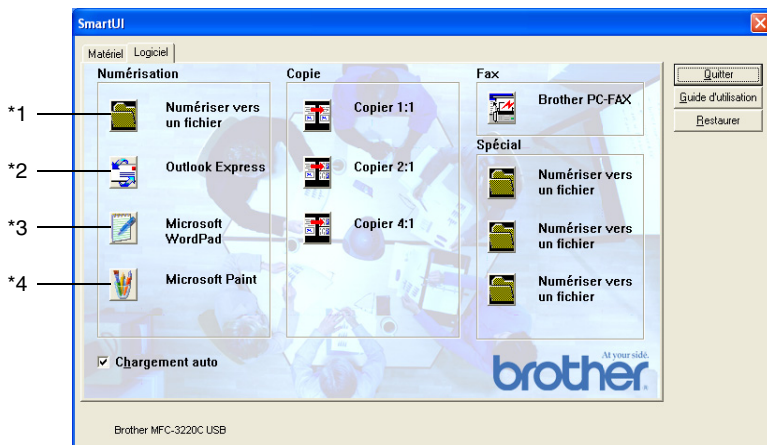 SmartUI
Matériel Logiciel
Numérisation
*1 Numériser vers
un fichier
*2 Outlook Express
*3 Microsoft
WordPad
*4 Microsoft Paint
Copie
Copier 1:1
Copier 2:1
Copier 4:1
Fax
Brother PC-FAX
Spécial
Numériser vers
un fichier
Numériser vers
un fichier
Numériser vers
un fichier
Quitter
Guide d'utilisation
Restaurer
Chargement auto
At your side.
brother
Brother MFC-3220C USB